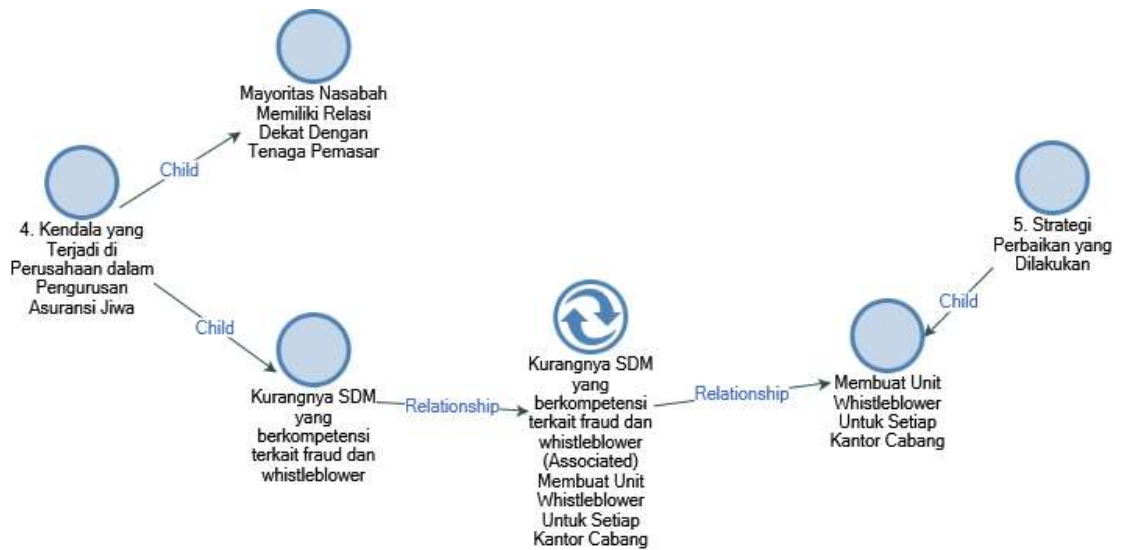 Mayoritas Nasabah
Memiliki Relasi
Dekat Dengan
Tenaga Pemasar
Child
4. Kendala yang
Terjadi di
Perusahaan dalam
Pengurusan
Asuransi Jiwa
Child
Kurangnya SDM
yang
berkompetensi
terkait fraud dan
whistleblower
Relationship
Kurangnya SDM
yang
berkompetensi
terkait fraud dan
whistleblower
(Associated)
Membuat Unit
Whistleblower
Untuk Setiap
Kantor Cabang
Relationship
5. Strategi
Perbaikan yang
Dilakukan
Child
Membuat Unit
Whistleblower
Untuk Setiap
Kantor Cabang